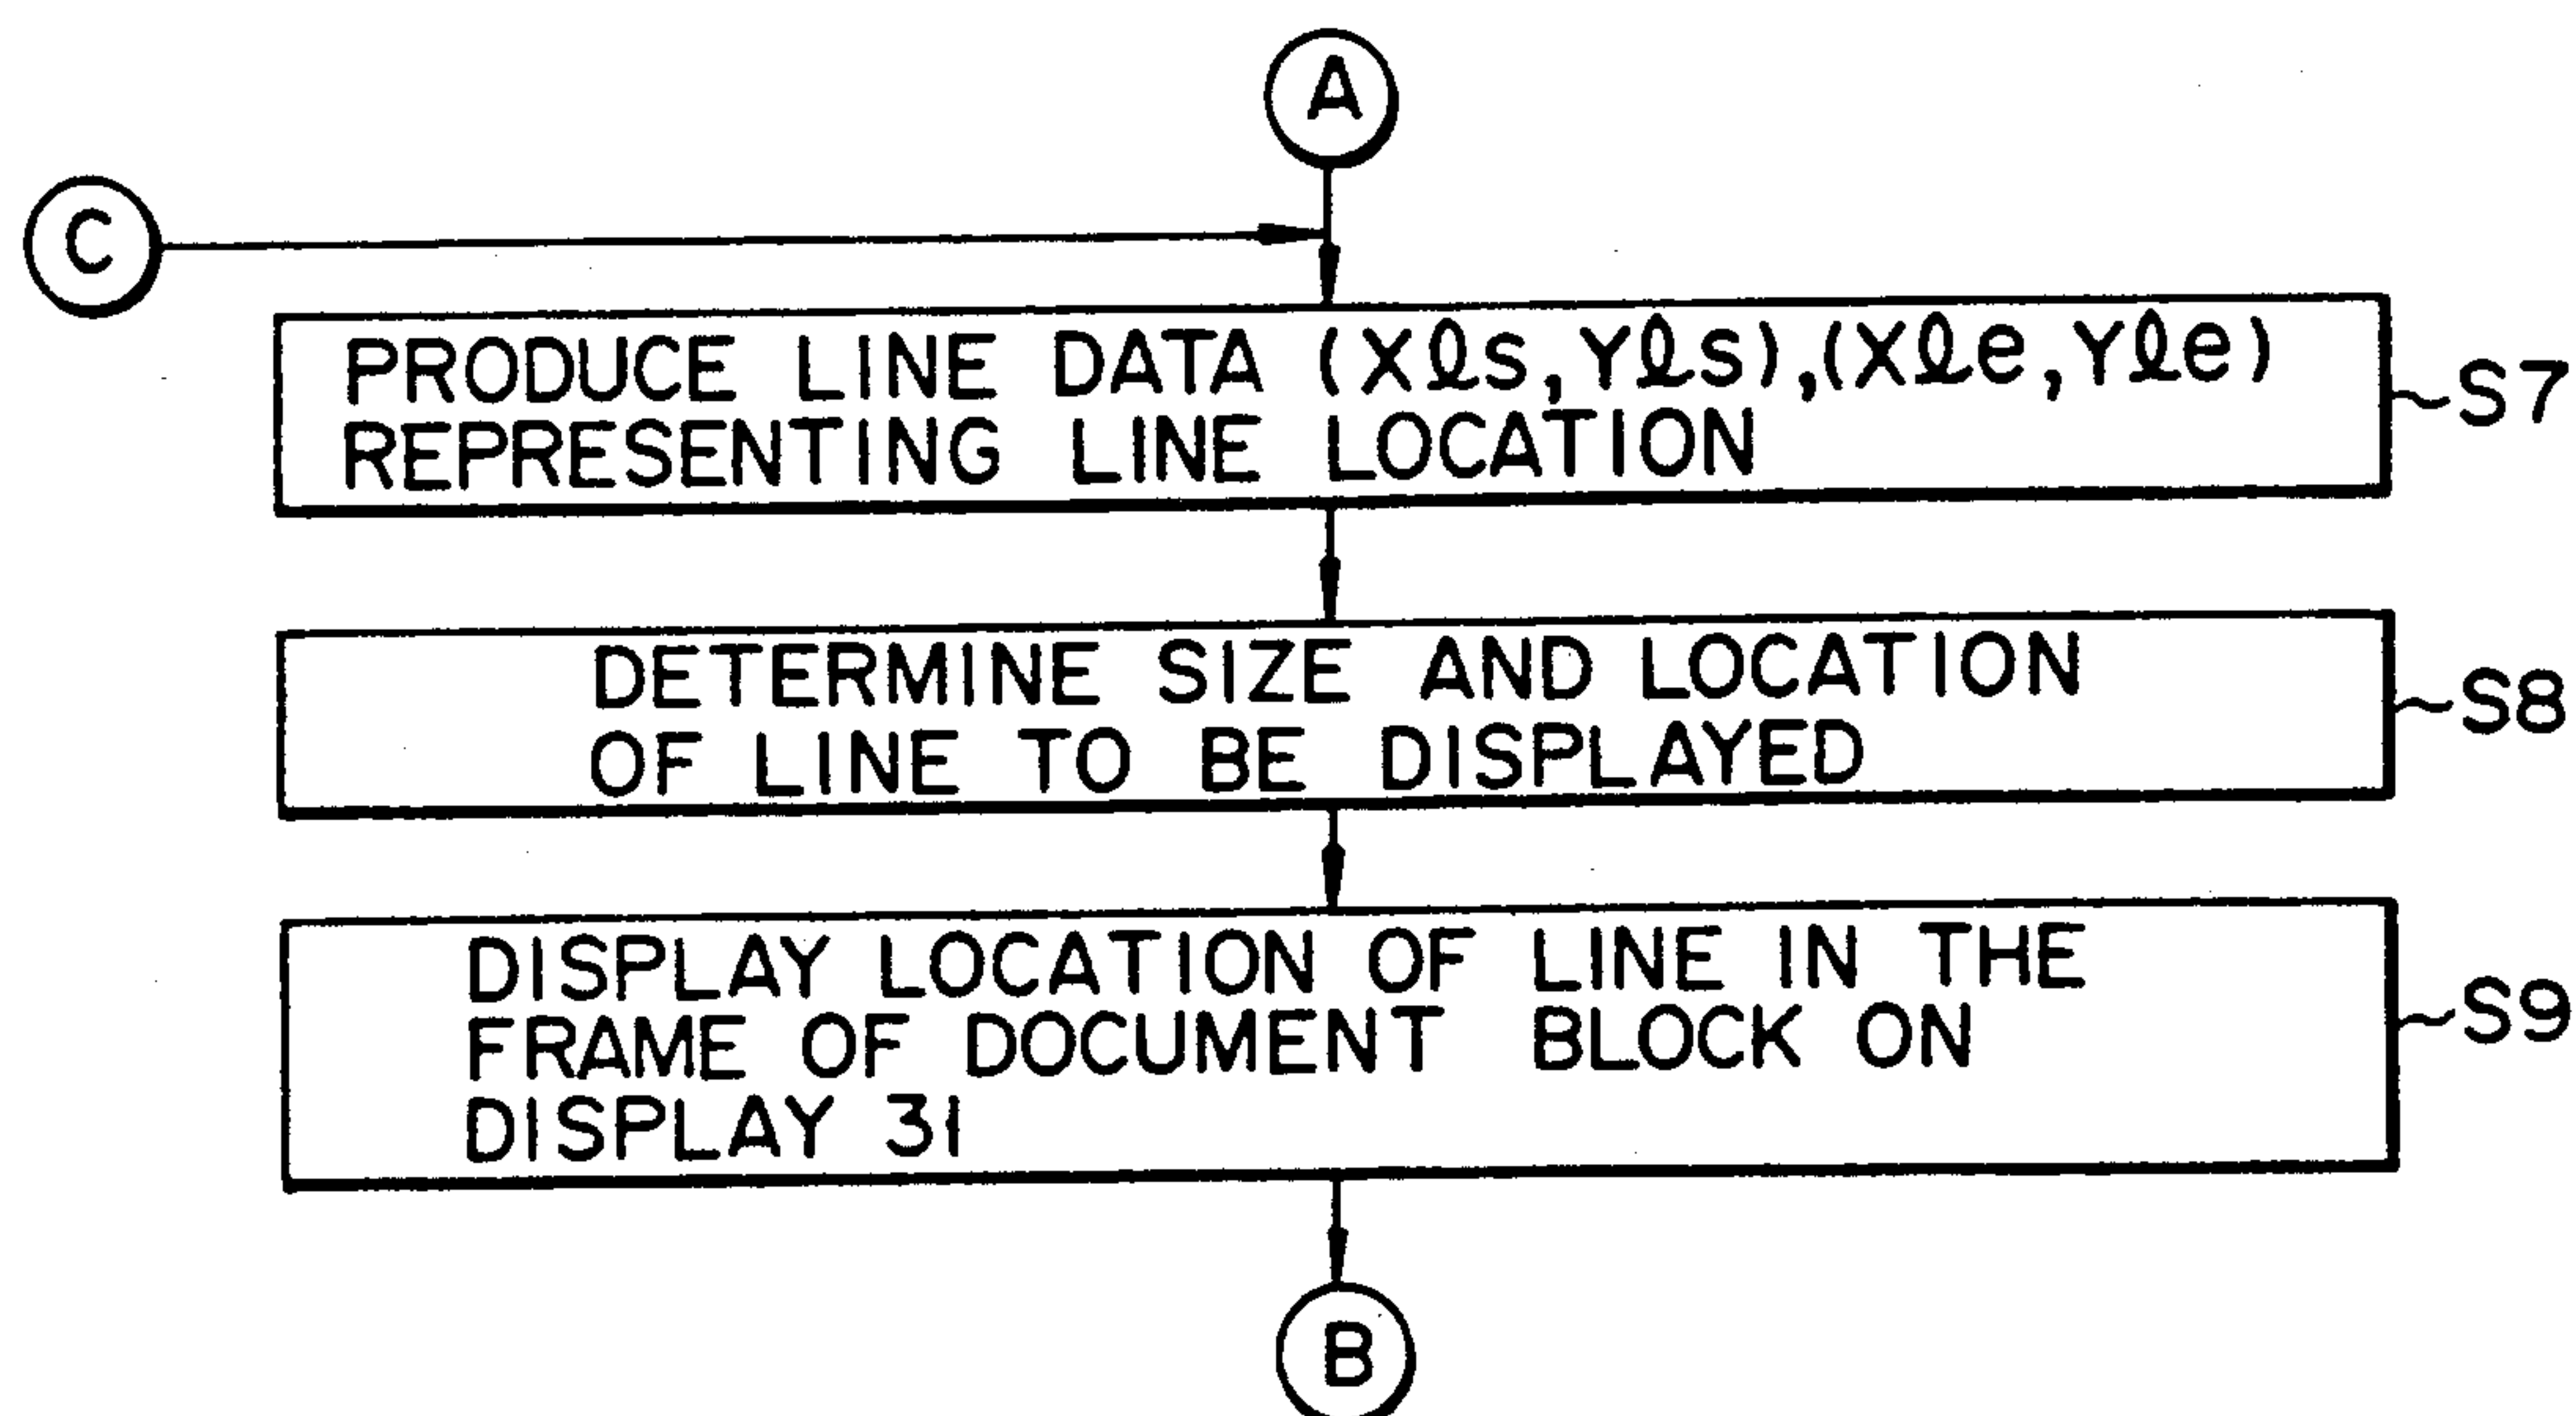 A
C
PRODUCE LINE DATA (Xℓs,Yℓs),(Xℓe,Yℓe)
REPRESENTING LINE LOCATION
S7
DETERMINE SIZE AND LOCATION
OF LINE TO BE DISPLAYED
S8
DISPLAY LOCATION OF LINE IN THE
FRAME OF DOCUMENT BLOCK ON
DISPLAY 31
S9
B